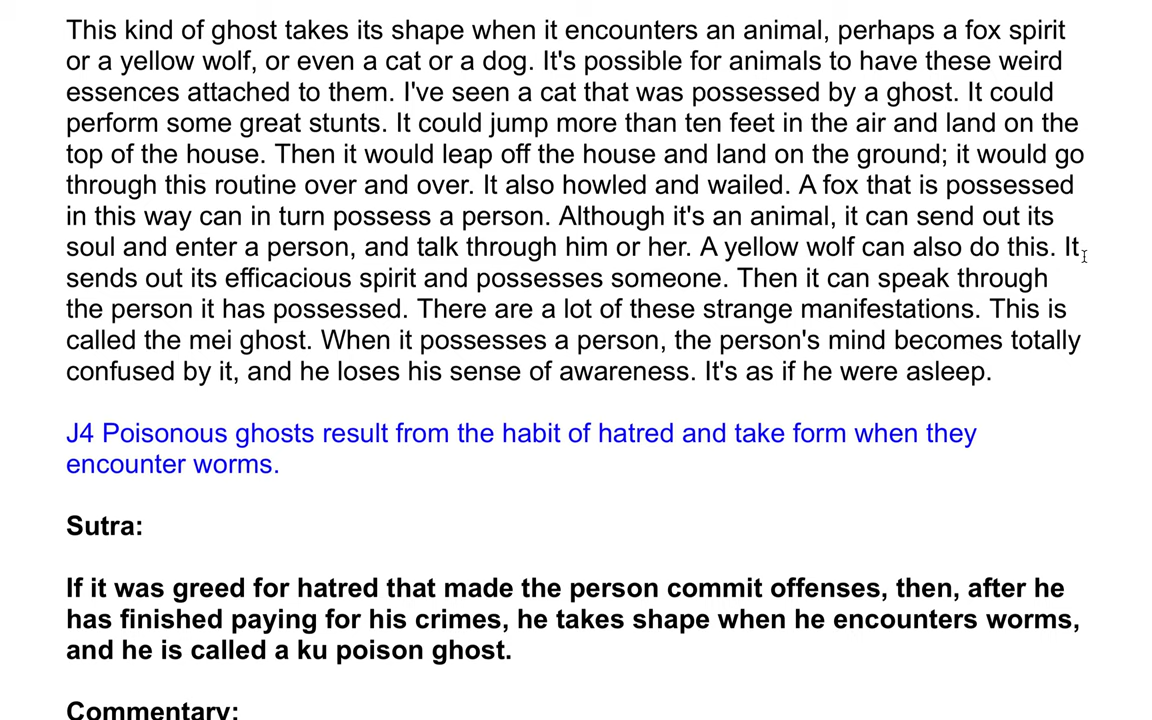 This kind of ghost takes its shape when it encounters an animal, perhaps a fox spirit
or a yellow wolf, or even a cat or a dog. It's possible for animals to have these weird
essences attached to them. I've seen a cat that was possessed by a ghost. It could
perform some great stunts. It could jump more than ten feet in the air and land on the
top of the house. Then it would leap off the house and land on the ground; it would go
through this routine over and over. It also howled and wailed. A fox that is possessed
in this way can in turn possess a person. Although it's an animal, it can send out its
soul and enter a person, and talk through him or her. A yellow wolf can also do this. It
sends out its efficacious spirit and possesses someone. Then it can speak through
the person it has possessed. There are a lot of these strange manifestations. This is
called the mei ghost. When it possesses a person, the person's mind becomes totally
confused by it, and he loses his sense of awareness. It's as if he were asleep.
J4 Poisonous ghosts result from the habit of hatred and take form when they
encounter worms.
Sutra:
If it was greed for hatred that made the person commit offenses, then, after he
has finished paying for his crimes, he takes shape when he encounters worms,
and he is called a ku poison ghost.
Commentary: